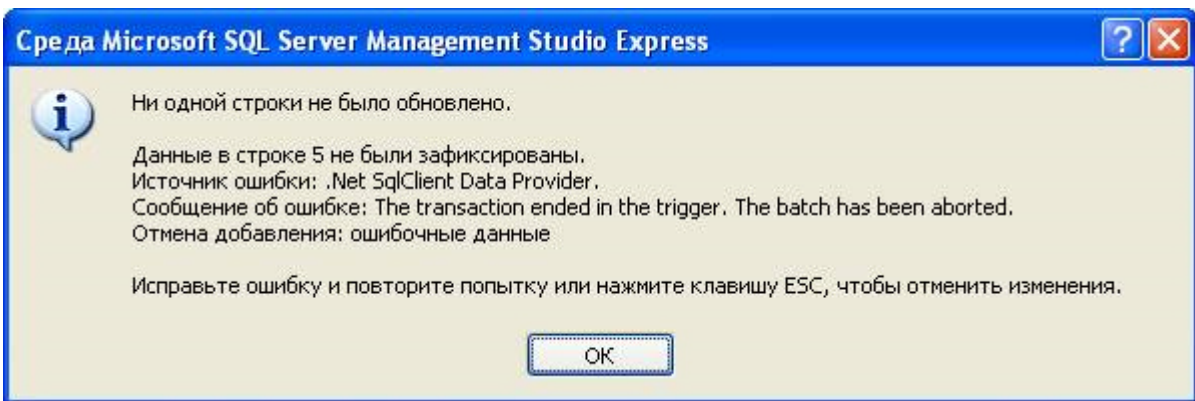 Среда Microsoft SQL Server Management Studio Express
Ни одной строки не было обновлено.
Данные в строке 5 не были зафиксированы.
Источник ошибки: .Net SqlClient Data Provider.
Сообщение об ошибке: The transaction ended in the trigger. The batch has been aborted.
Отмена добавления: ошибочные данные
Исправьте ошибку и повторите попытку или нажмите клавишу ESC, чтобы отменить изменения.
ОК